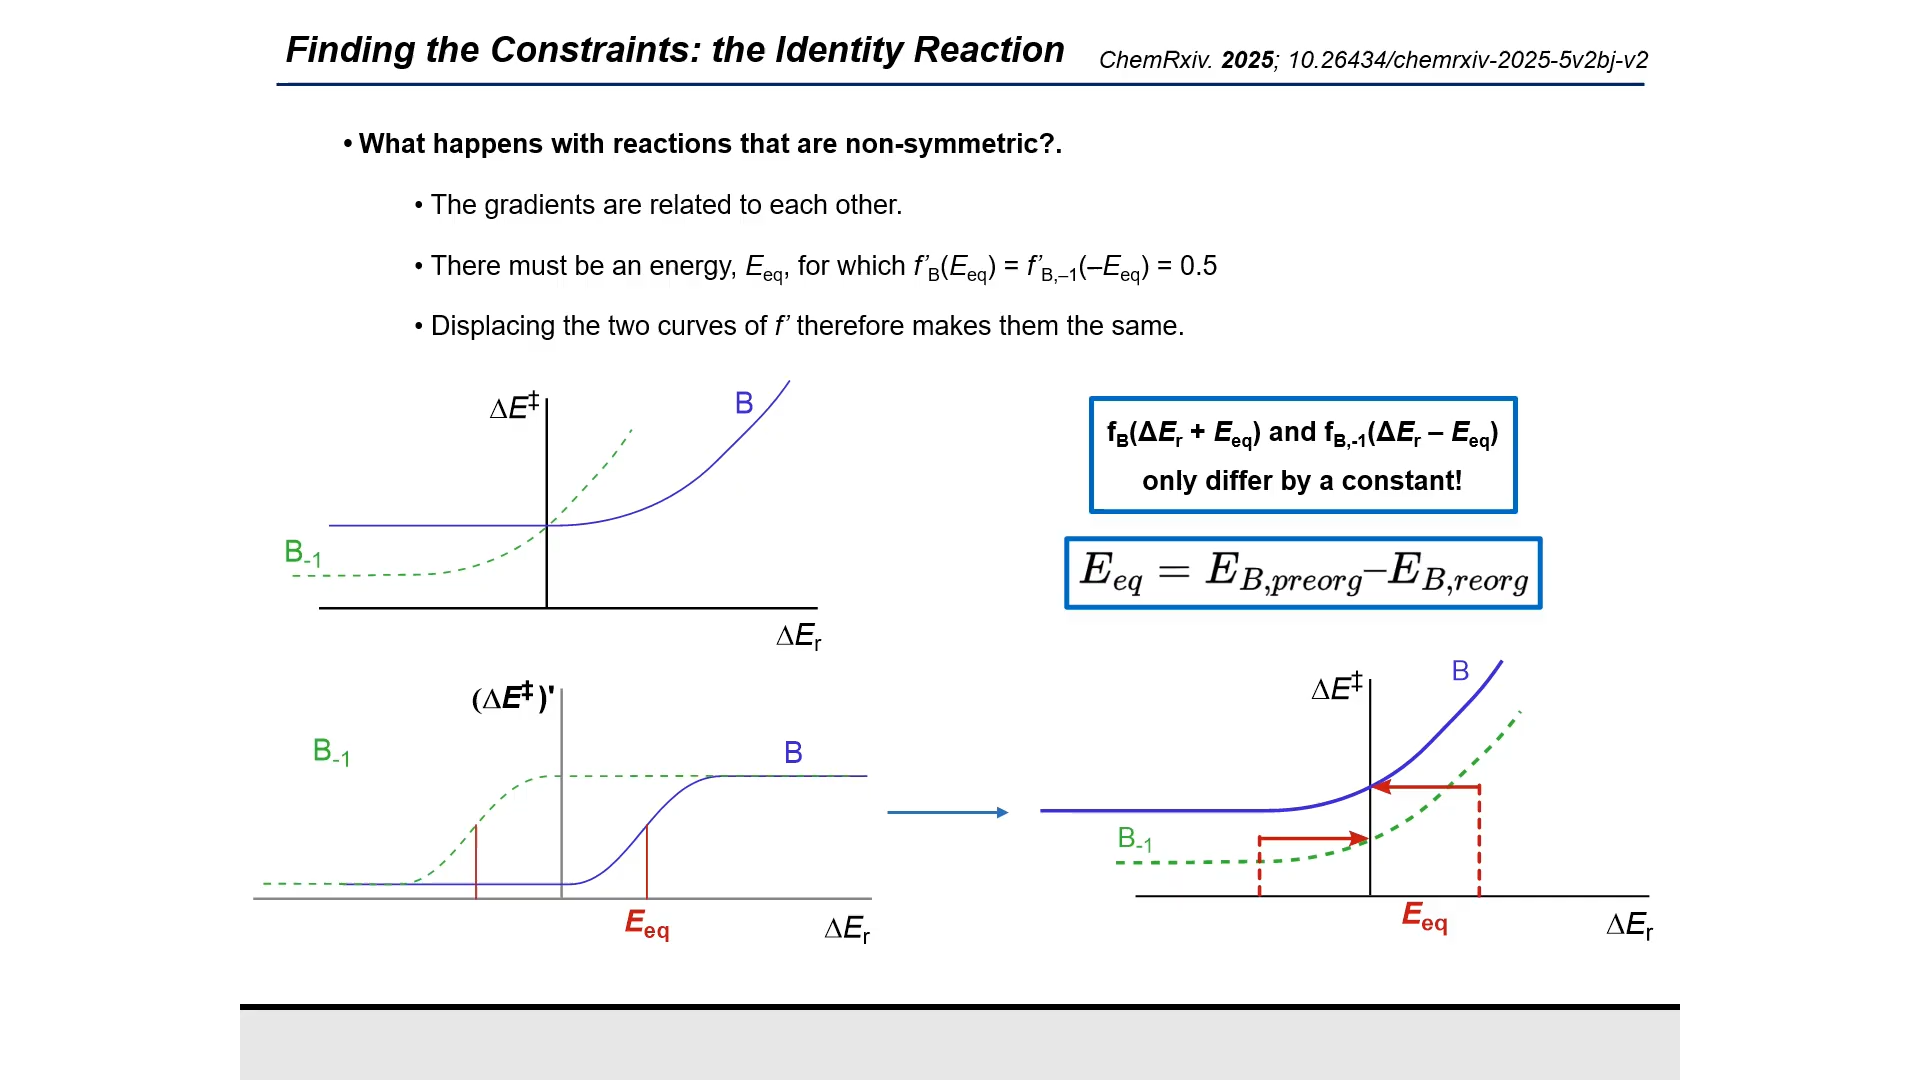 Finding the Constraints: the Identity Reaction
ChemRxiv. 2025; 10.26434/chemrxiv-2025-5v2bj-v2
• What happens with reactions that are non-symmetric?.
• The gradients are related to each other.
• There must be an energy, Eeq, for which f’B(Eeq) = f’B,–1(–Eeq) = 0.5
• Displacing the two curves of f’ therefore makes them the same.
ΔE‡
B
B-1
ΔEr
fB(ΔEr + Eeq) and fB,-1(ΔEr – Eeq)
only differ by a constant!
Eeq = EB,preorg–EB,reorg
(ΔE‡)'
B-1
B
Eeq
ΔEr
ΔE‡
B
B-1
Eeq
ΔEr